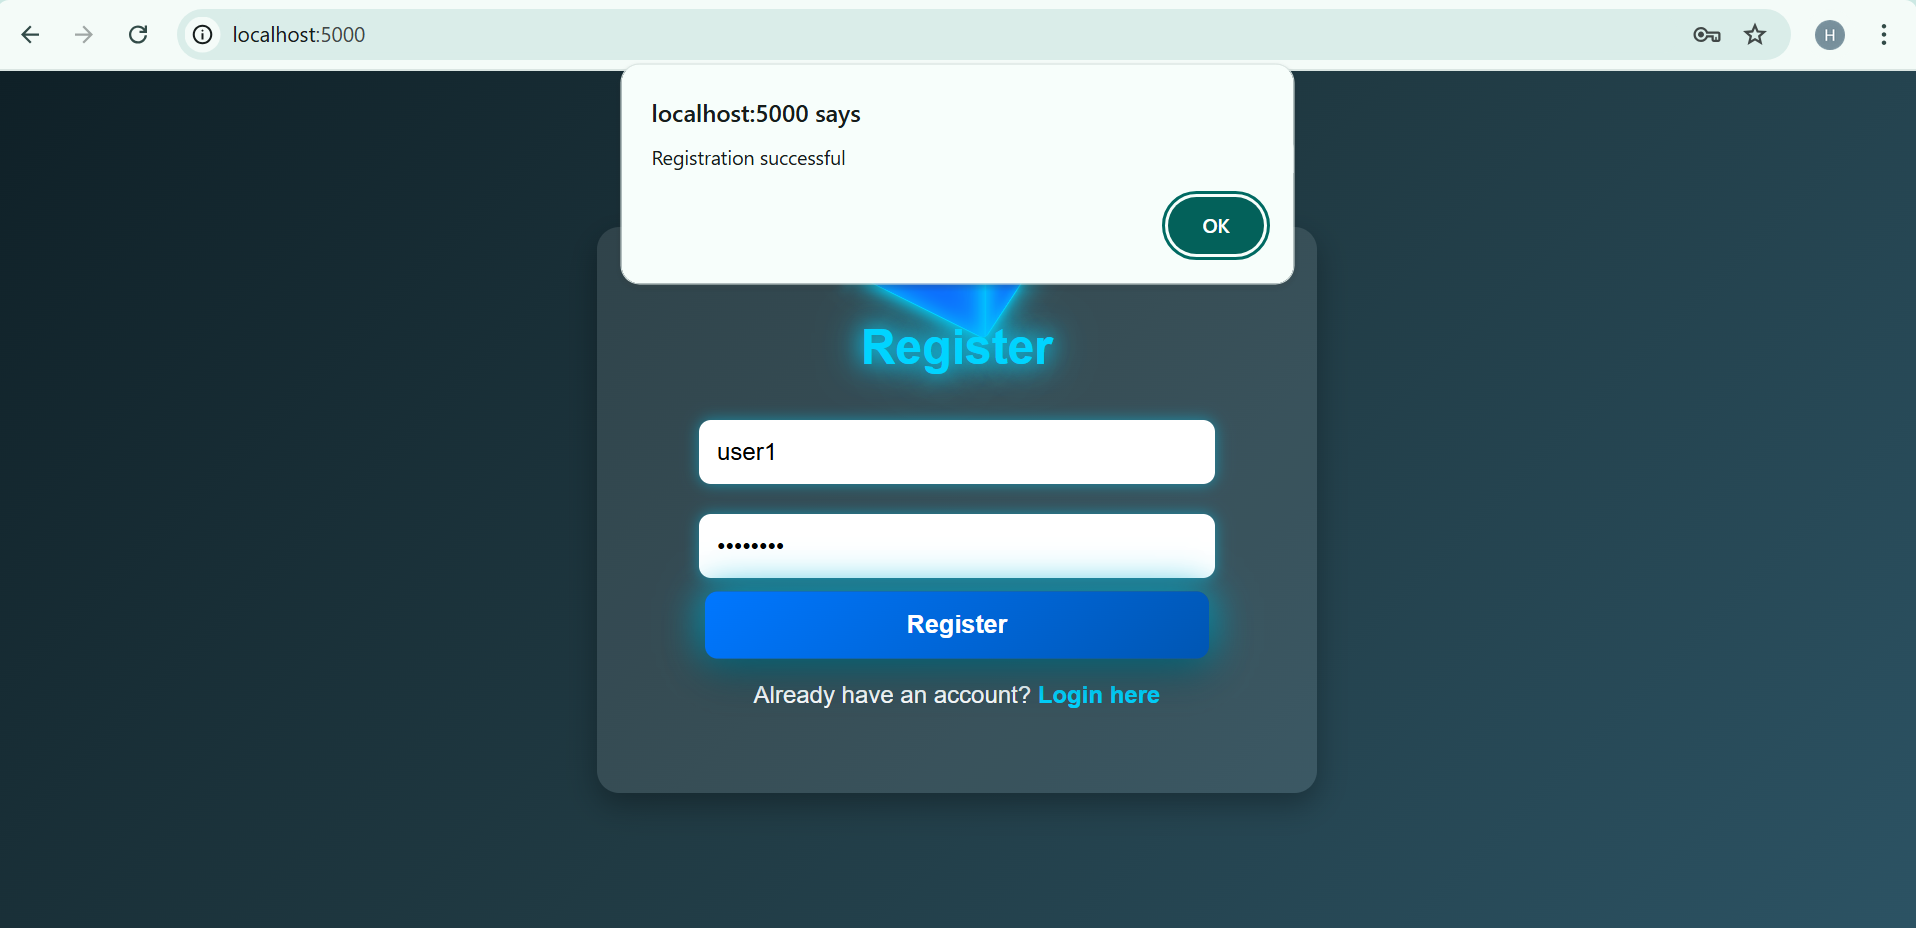 localhost:5000
H
localhost:5000 says
Registration successful
OK
Register
user1
••••••••
Register
Already have an account? Login here